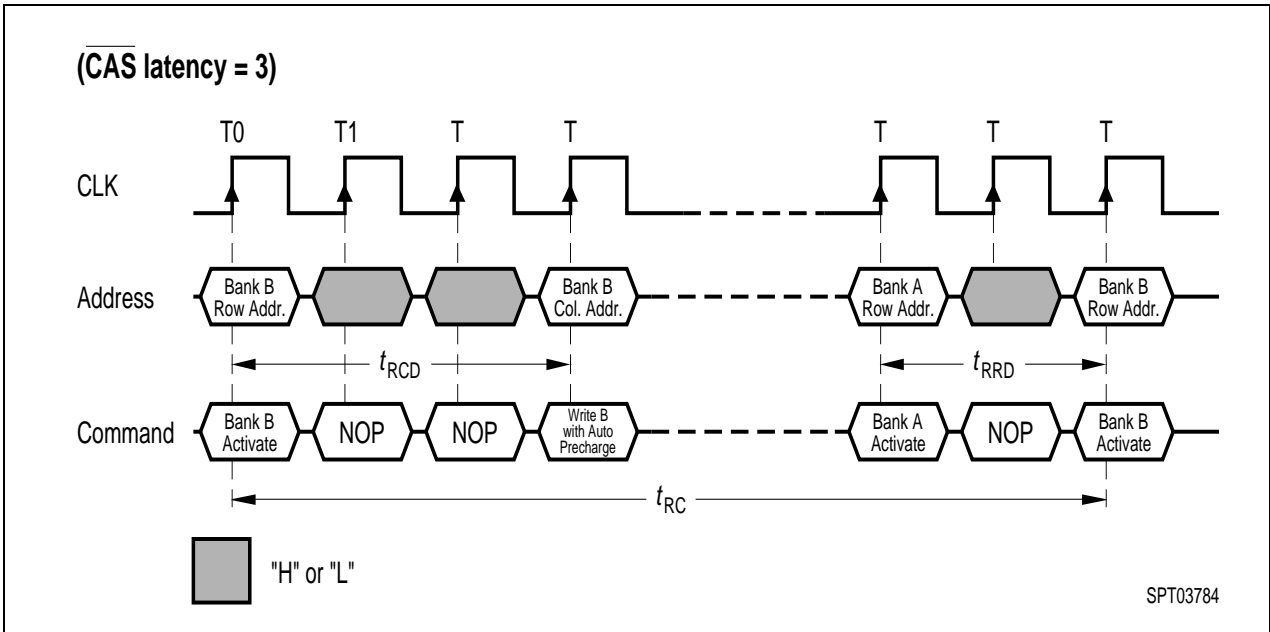 (CAS latency = 3)
T0 T1 T T T T T
CLK
Address
Bank B
Row Addr.
Bank B
Col. Addr.
Bank A
Row Addr.
Bank B
Row Addr.
tRCD
tRRD
Command
Bank B
Activate
NOP
NOP
Write B
with Auto
Precharge
Bank A
Activate
NOP
Bank B
Activate
tRC
"H" or "L"
SPT03784